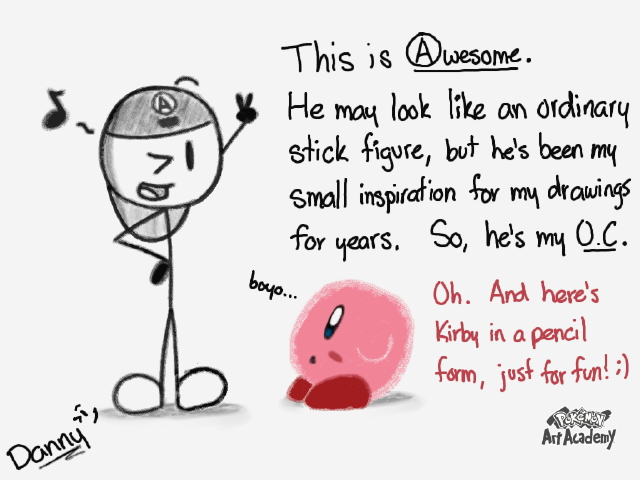 This is Awesome.
He may look like an ordinary
stick figure, but he's been my
small inspiration for my drawings
for years. So, he's my O.C.
boyo...
Oh. And here's
Kirby in a pencil
form, just for fun! ;)
A
Danny
POKéMON
Art Academy